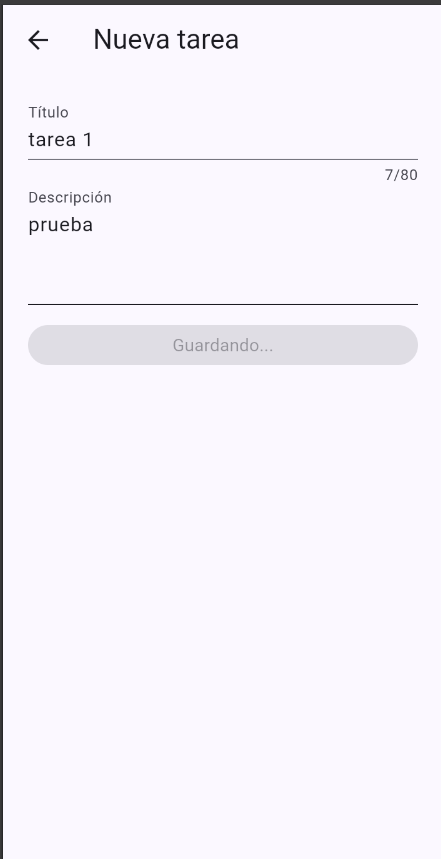 Nueva tarea
Título
tarea 1
7/80
Descripción
prueba
Guardando...